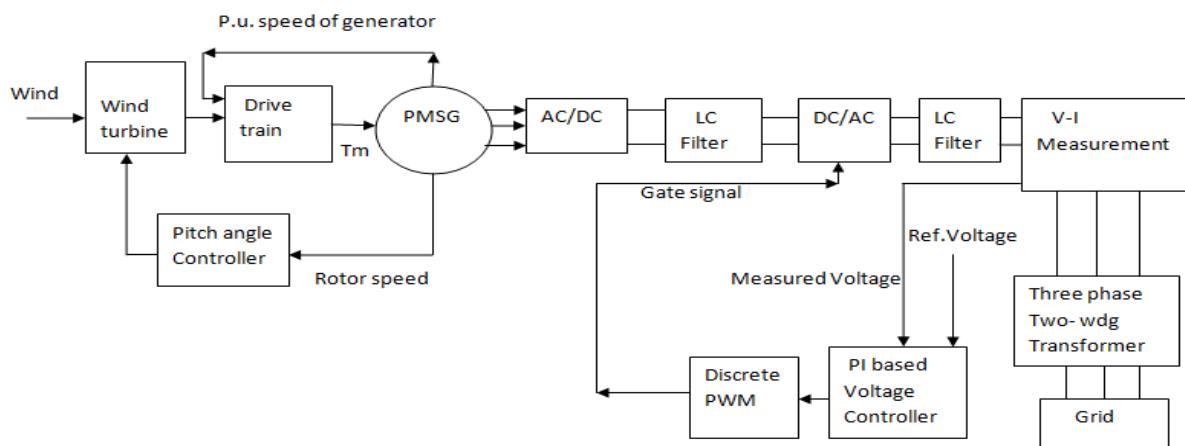 P.u. speed of generator
Wind
Wind
turbine
Drive
train
Tm
PMSG
AC/DC
LC
Filter
DC/AC
LC
Filter
V-I
Measurement
Gate signal
Pitch angle
Controller
Rotor speed
Ref.Voltage
Measured Voltage
Three phase
Two- wdg
Transformer
Discrete
PWM
PI based
Voltage
Controller
Grid